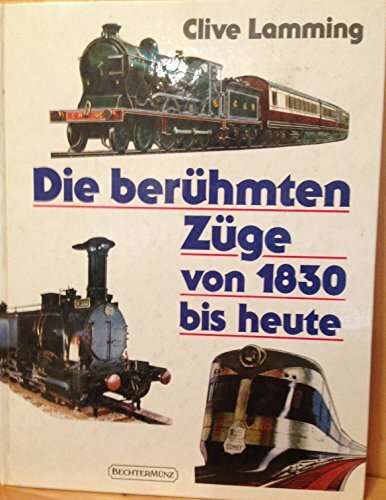 Clive Lamming
Die berühmten
Züge
von 1830
bis heute
BECHTERMÜNZ